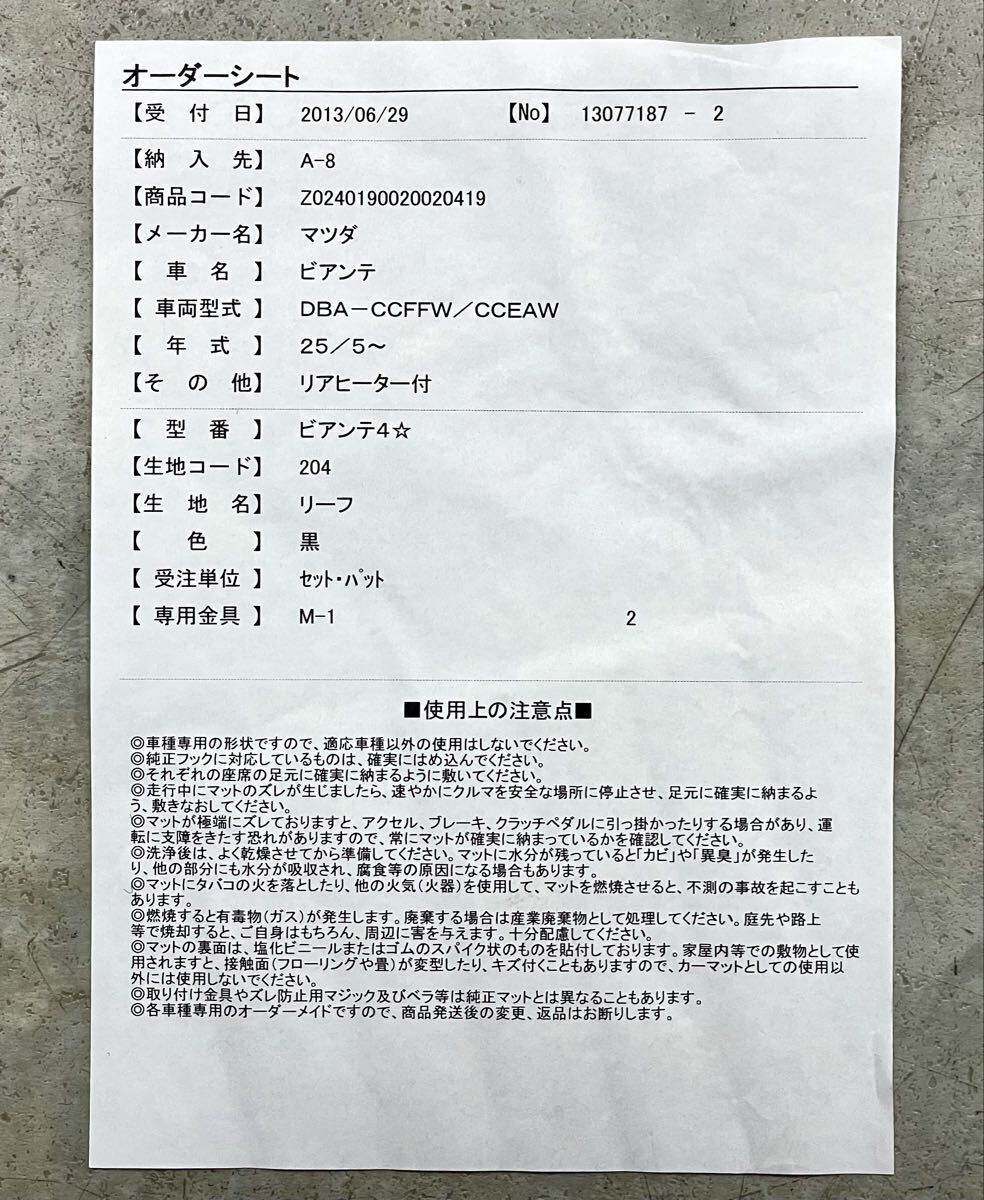 オーダーシート
【受　付　日】　2013/06/29　【No】　13077187　-　2
【納　入　先】　A-8
【商品コード】　Z0240190020020419
【メーカー名】　マツダ
【　車　名　】　ビアンテ
【 車両型式 】　ＤＢＡ－ＣＣＦＦＷ／ＣＣＥＡＷ
【　年　式　】　２５／５～
【そ　の　他】　リアヒーター付
【　型　番　】　ビアンテ４☆
【生地コード】　204
【生　地　名】　リーフ
【　　色　　】　黒
【 受注単位 】　ｾｯﾄ・ﾊﾟｯﾄ
【 専用金具 】　M-1　2
■使用上の注意点■
◎車種専用の形状ですので、適応車種以外の使用はしないでください。
◎純正フックに対応しているものは、確実にはめ込んでください。
◎それぞれの座席の足元に確実に納まるように敷いてください。
◎走行中にマットのズレが生じましたら、速やかにクルマを安全な場所に停止させ、足元に確実に納まるよ
う、敷きなおしてください。
◎マットが極端にズレておりますと、アクセル、ブレーキ、クラッチペダルに引っ掛かったりする場合があり、運
転に支障をきたす恐れがありますので、常にマットが確実に納まっているかを確認してください。
◎洗浄後は、よく乾燥させてから準備してください。マットに水分が残っていると「カビ」や「異臭」が発生した
り、他の部分にも水分が吸収され、腐食等の原因になる場合もあります。
◎マットにタバコの火を落としたり、他の火気（火器）を使用して、マットを燃焼させると、不測の事故を起こすことも
あります。
◎燃焼すると有毒物（ガス）が発生します。廃棄する場合は産業廃棄物として処理してください。庭先や路上
等で焼却すると、ご自身はもちろん、周辺に害を与えます。十分配慮してください。
◎マットの裏面は、塩化ビニールまたはゴムのスパイク状のものを貼付しております。家屋内等での敷物として使
用されますと、接触面（フローリングや畳）が変型したり、キズ付くこともありますので、カーマットとしての使用以
外には使用しないでください。
◎取り付け金具やズレ防止用マジック及びベラ等は純正マットとは異なることもあります。
◎各車種専用のオーダーメイドですので、商品発送後の変更、返品はお断りします。